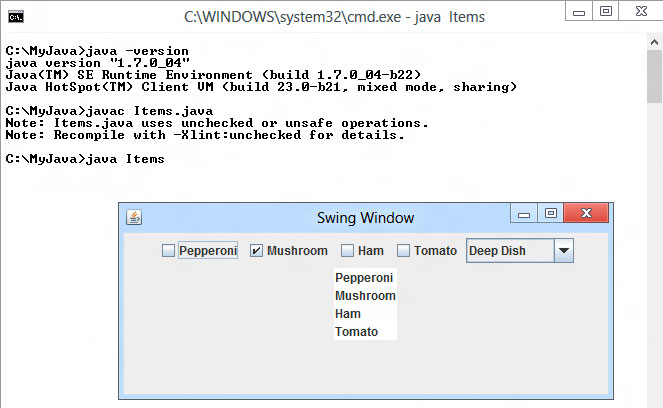 C:\WINDOWS\system32\cmd.exe - java  Items
C:\MyJava>java -version
java version "1.7.0_04"
Java(TM) SE Runtime Environment (build 1.7.0_04-b22)
Java HotSpot(TM) Client VM (build 23.0-b21, mixed mode, sharing)
C:\MyJava>javac Items.java
Note: Items.java uses unchecked or unsafe operations.
Note: Recompile with -Xlint:unchecked for details.
C:\MyJava>java Items
Swing Window
Pepperoni Mushroom Ham Tomato Deep Dish
Pepperoni
Mushroom
Ham
Tomato